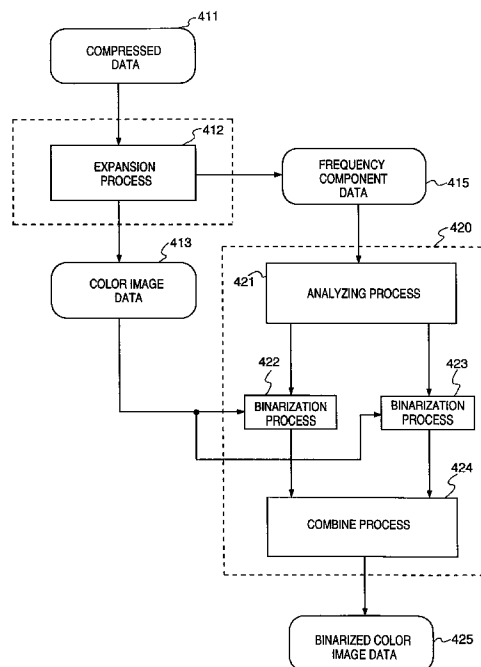 411
COMPRESSED
DATA
412
EXPANSION
PROCESS
FREQUENCY
COMPONENT
DATA
415
413
COLOR IMAGE
DATA
420
421
ANALYZING PROCESS
422
BINARIZATION
PROCESS
423
BINARIZATION
PROCESS
424
COMBINE PROCESS
BINARIZED COLOR
IMAGE DATA
425